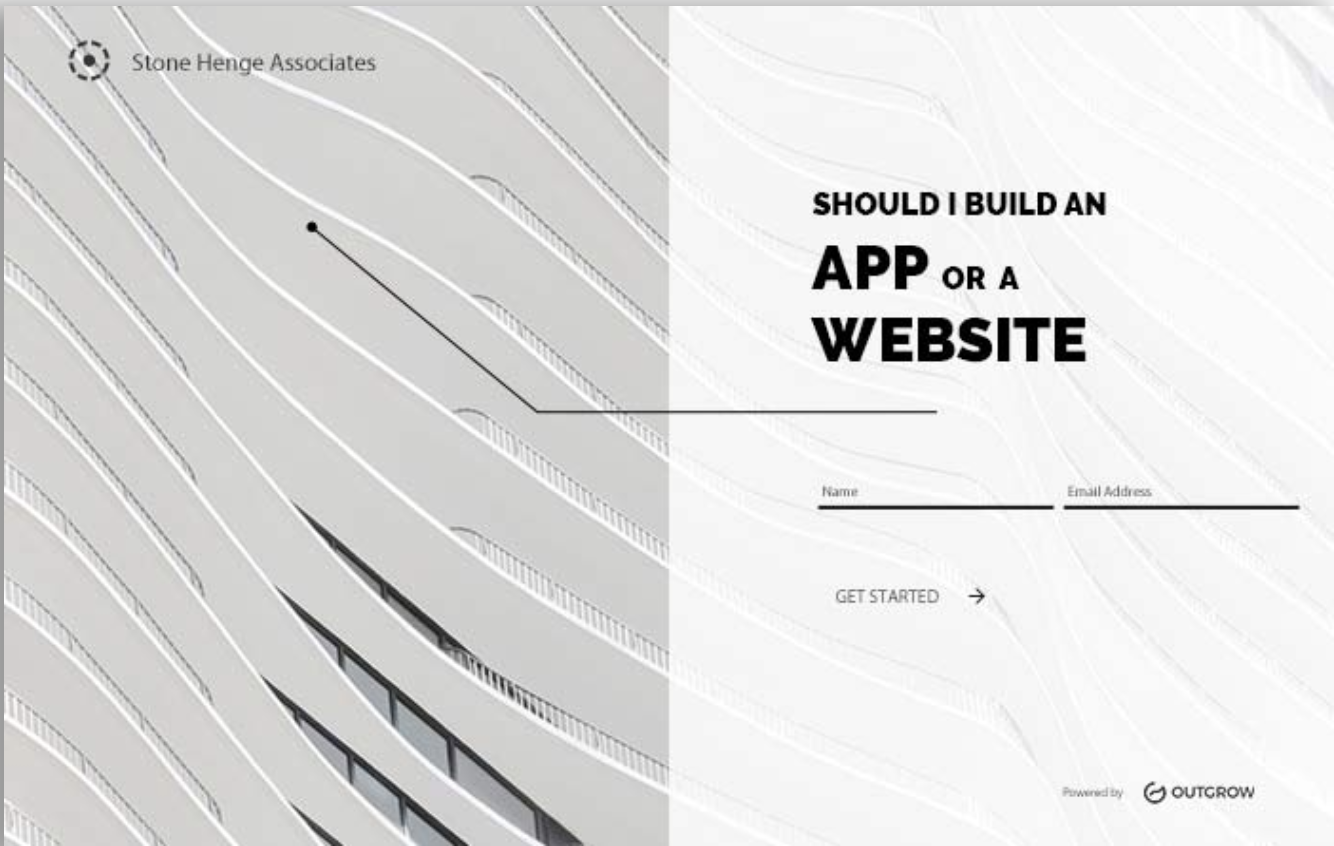 Stone Henge Associates
SHOULD I BUILD AN
APP OR A
WEBSITE
Name
Email Address
GET STARTED
Powered by OUTGROW